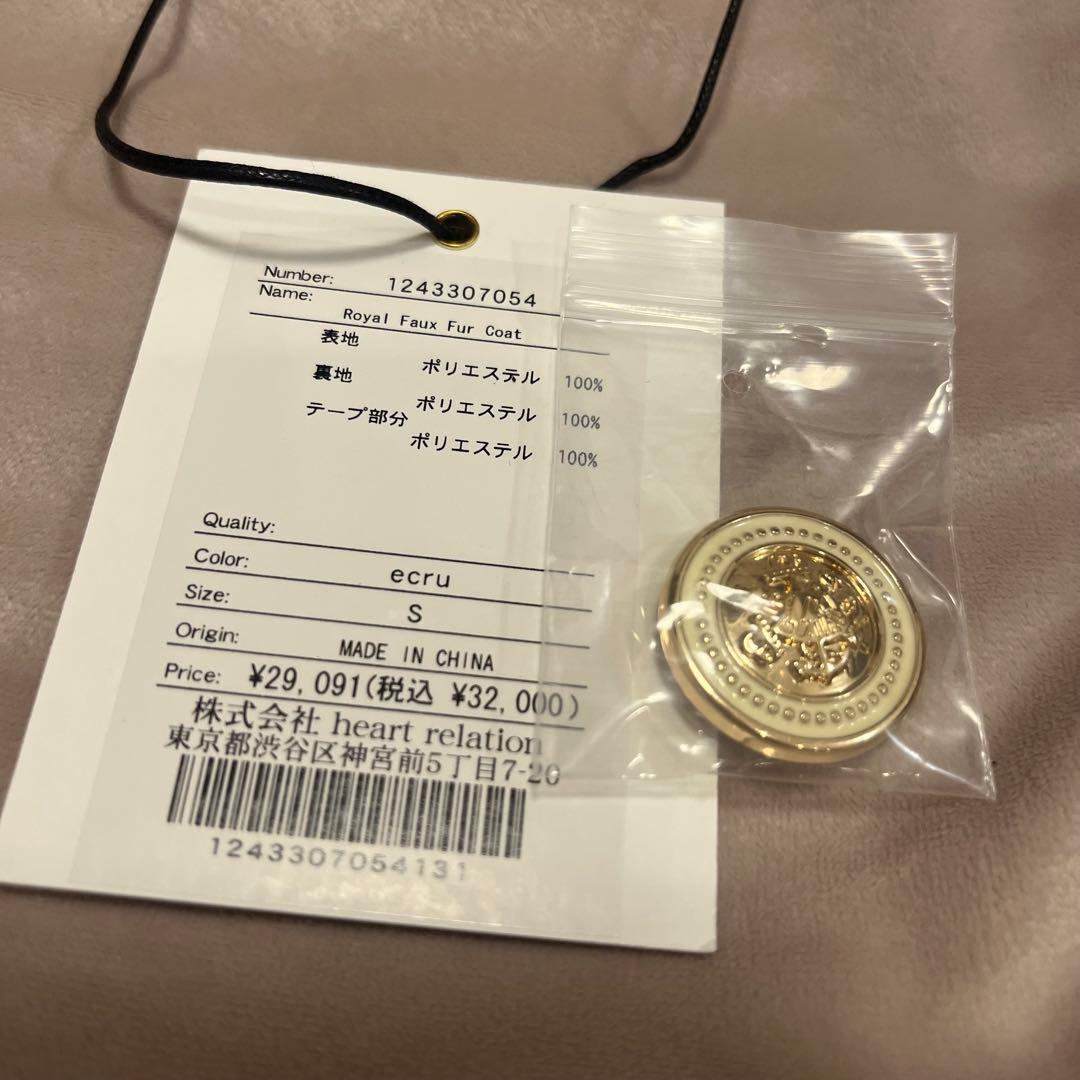 Number: 1243307054
Name:
Royal Faux Fur Coat
表地
ポリエステル 100%
裏地
ポリエステル 100%
テープ部分
ポリエステル 100%
Quality:
Color: ecru
Size: S
Origin: MADE IN CHINA
Price: ¥29,091(税込 ¥32,000)
株式会社 heart relation
東京都渋谷区神宮前5丁目7-20
1243307054131